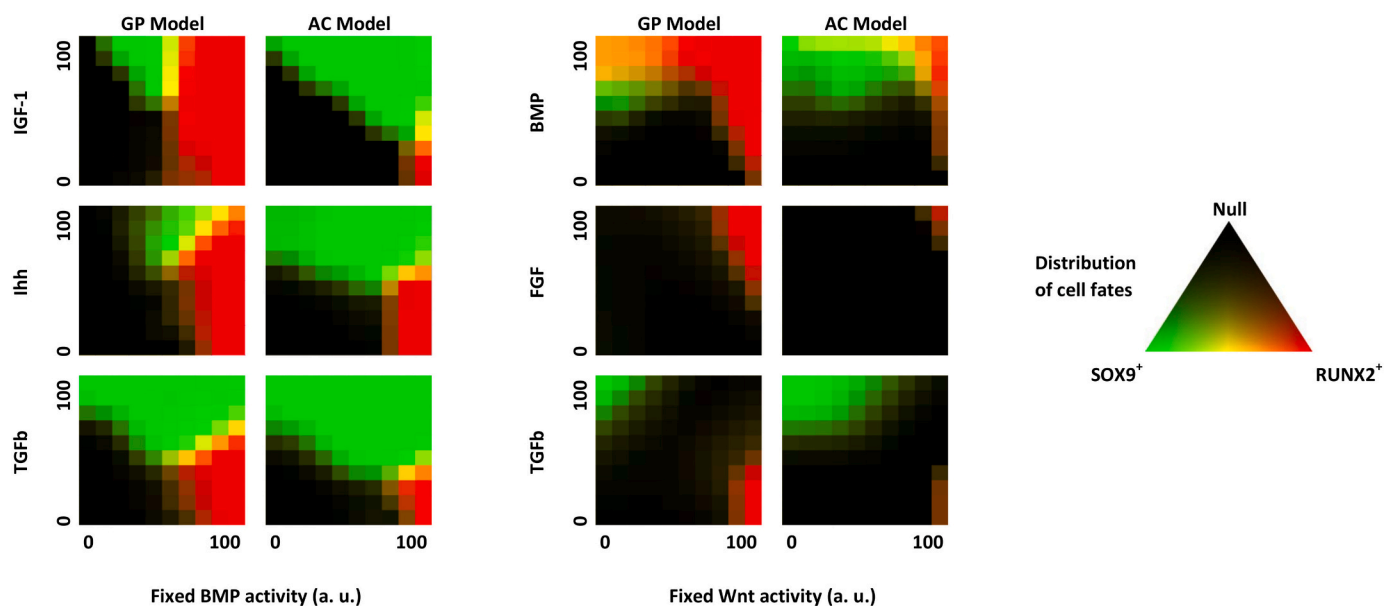 GP Model
AC Model
GP Model
AC Model
IGF-1
100
0
BMP
100
0
Ihh
100
0
FGF
100
0
TGFb
100
0
TGFb
100
0
0
100
0
100
0
100
0
100
Fixed BMP activity (a. u.)
Fixed Wnt activity (a. u.)
Distribution
of cell fates
Null
SOX9⁺
RUNX2⁺